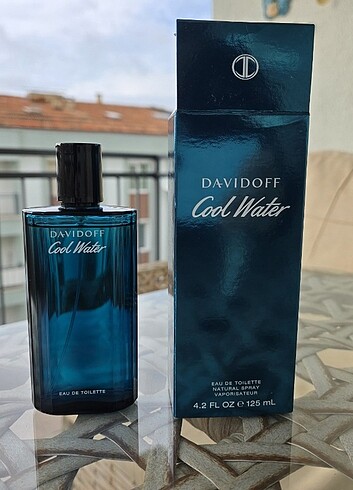 DAVIDOFF
Cool Water
EAU DE TOILETTE
DAVIDOFF
Cool Water
EAU DE TOILETTE
NATURAL SPRAY
VAPORISATEUR
4.2 FL OZ ℮ 125 mL